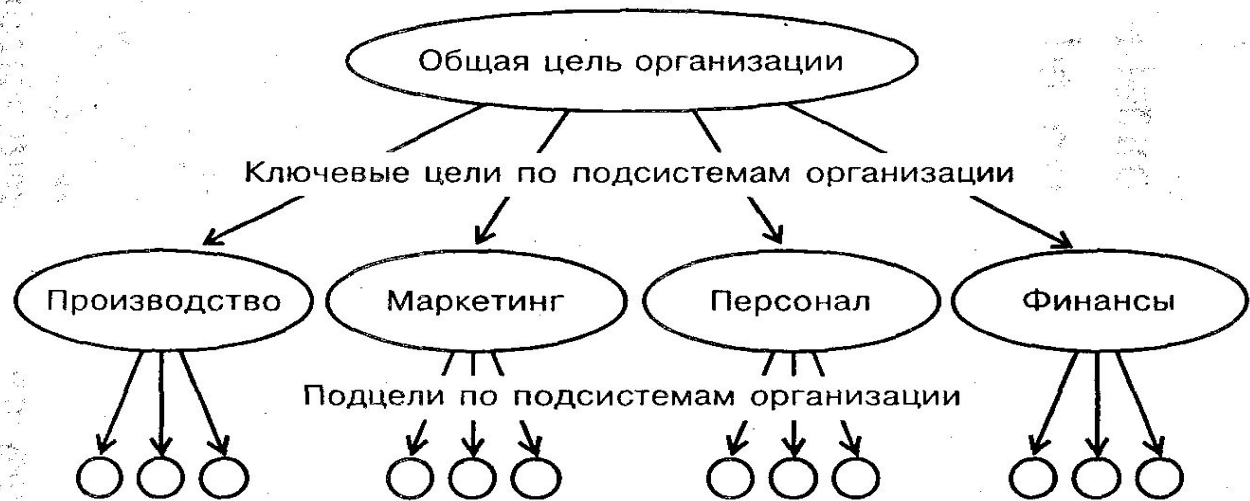 Общая цель организации
Ключевые цели по подсистемам организации
Производство
Маркетинг
Персонал
Финансы
Подцели по подсистемам организации